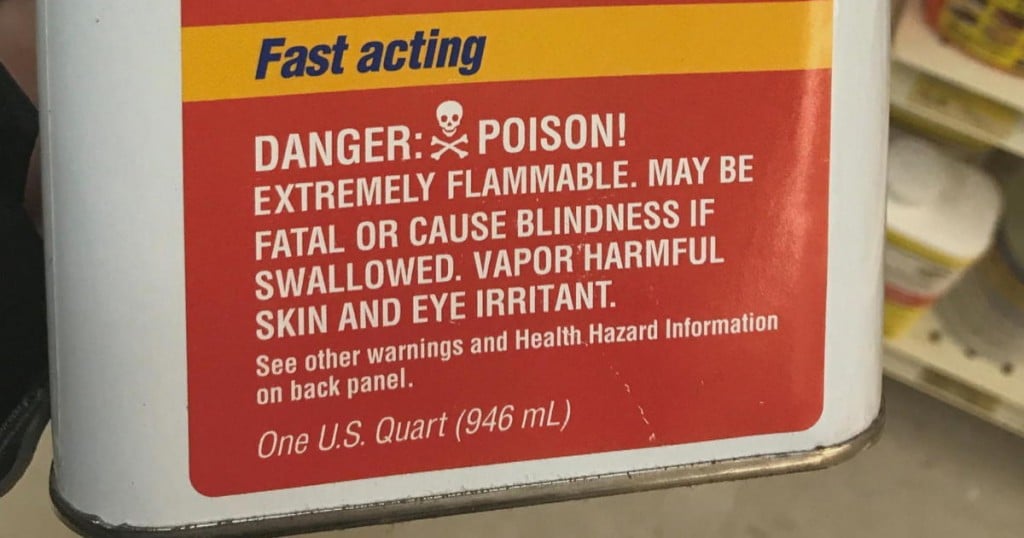 Fast acting
DANGER: POISON!
EXTREMELY FLAMMABLE. MAY BE
FATAL OR CAUSE BLINDNESS IF
SWALLOWED. VAPOR HARMFUL
SKIN AND EYE IRRITANT.
See other warnings and Health Hazard Information
on back panel.
One U.S. Quart (946 mL)